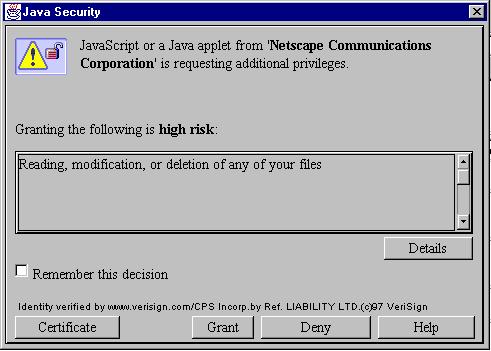 Java Security
JavaScript or a Java applet from 'Netscape Communications
Corporation' is requesting additional privileges.
Granting the following is high risk:
Reading, modification, or deletion of any of your files
Details
Remember this decision
Identity verified by www.verisign.com/CPS Incorp.by Ref. LIABILITY LTD.(c)97 VeriSign
Certificate Grant Deny Help